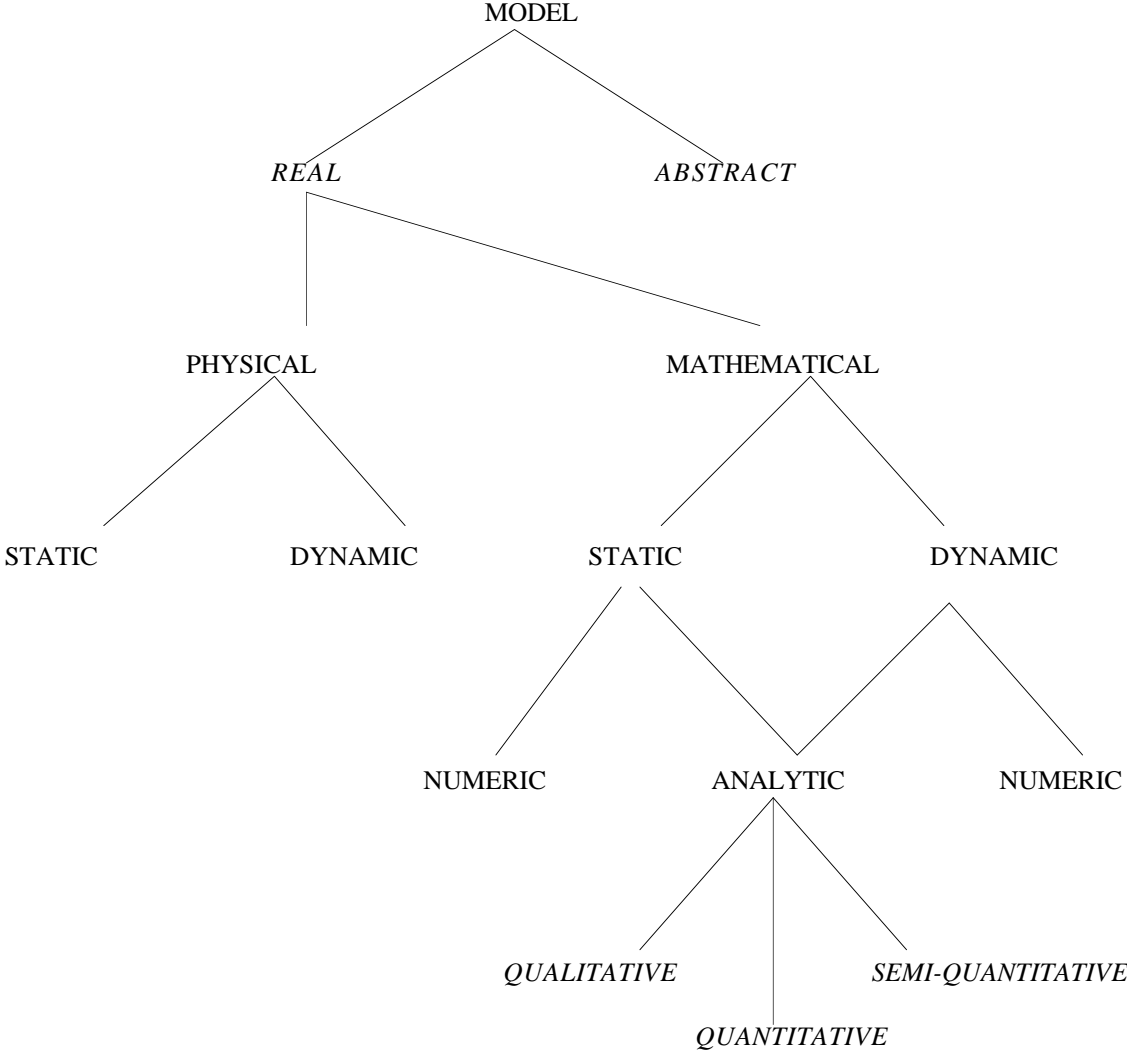 MODEL
REAL ABSTRACT
PHYSICAL MATHEMATICAL
STATIC DYNAMIC STATIC DYNAMIC
NUMERIC ANALYTIC NUMERIC
QUALITATIVE SEMI-QUANTITATIVE
QUANTITATIVE